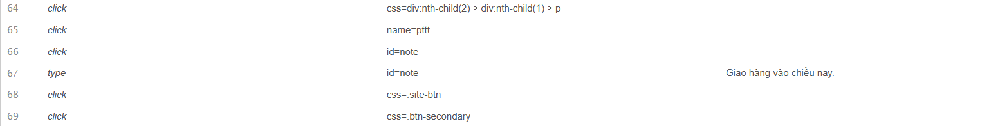 64 click css=div:nth-child(2) > div:nth-child(1) > p
65 click name=pttt
66 click id=note
67 type id=note Giao hàng vào chiều nay.
68 click css=.site-btn
69 click css=.btn-secondary